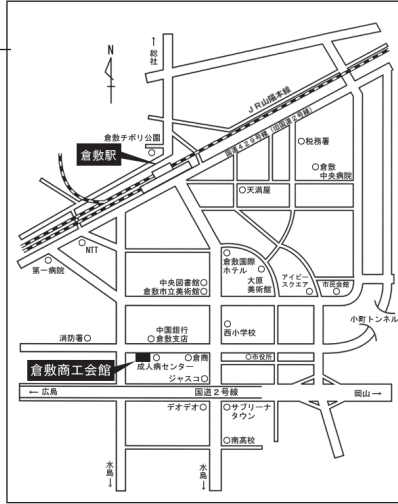 ↑総社
N
JR山陽本線
倉敷チボリ公園
国道429号線(旧国道2号線)
倉敷駅
税務署
倉敷
中央病院
天満屋
NTT
第一病院
倉敷国際
ホテル
大原
美術館
アイビー
スクエア
市民会館
中央図書館
倉敷市立美術館
小町トンネル
中国銀行
倉敷支店
消防署
西小学校
倉敷商工会館
倉商
成人病センター
市役所
ジャスコ
←広島
国道2号線
岡山→
デオデオ
サブリーナ
タウン
南高校
水島↓
水島↓